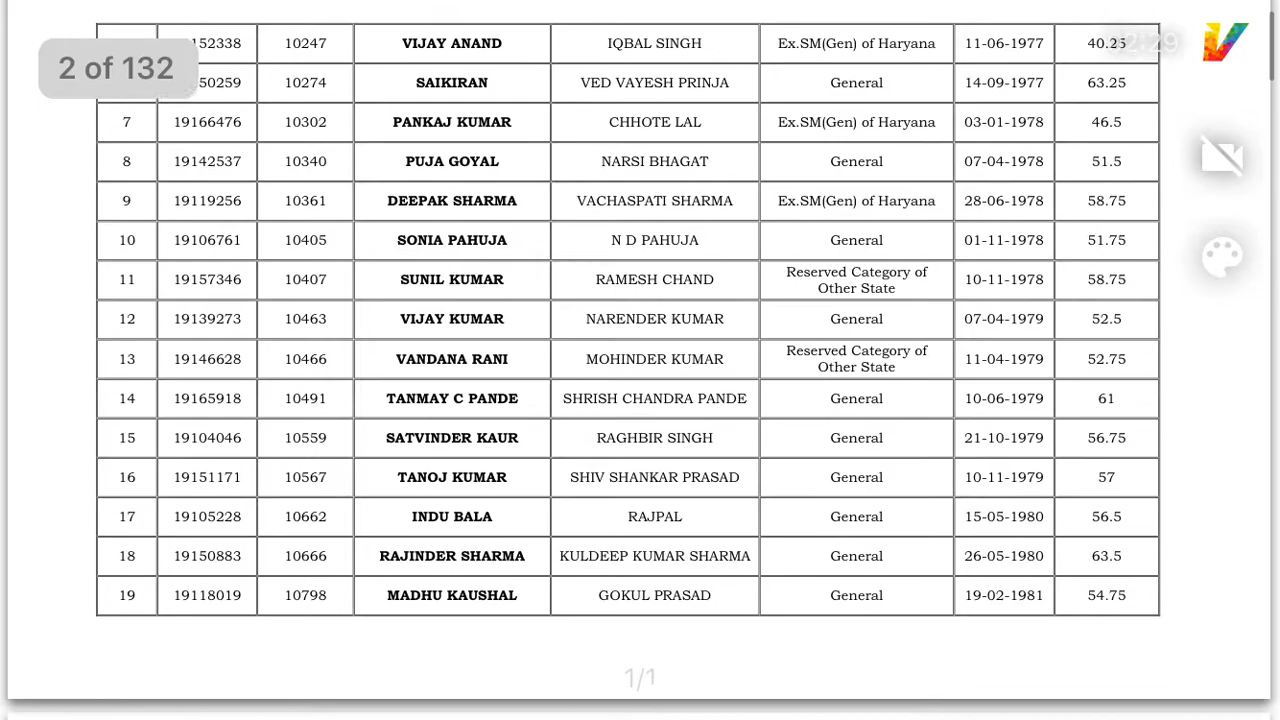 152338 10247 VIJAY ANAND IQBAL SINGH Ex.SM(Gen) of Haryana 11-06-1977 40.25
2 of 132
50259 10274 SAIKIRAN VED VAYESH PRINJA General 14-09-1977 63.25
7 19166476 10302 PANKAJ KUMAR CHHOTE LAL Ex.SM(Gen) of Haryana 03-01-1978 46.5
8 19142537 10340 PUJA GOYAL NARSI BHAGAT General 07-04-1978 51.5
9 19119256 10361 DEEPAK SHARMA VACHASPATI SHARMA Ex.SM(Gen) of Haryana 28-06-1978 58.75
10 19106761 10405 SONIA PAHUJA N D PAHUJA General 01-11-1978 51.75
11 19157346 10407 SUNIL KUMAR RAMESH CHAND Reserved Category of Other State 10-11-1978 58.75
12 19139273 10463 VIJAY KUMAR NARENDER KUMAR General 07-04-1979 52.5
13 19146628 10466 VANDANA RANI MOHINDER KUMAR Reserved Category of Other State 11-04-1979 52.75
14 19165918 10491 TANMAY C PANDE SHRISH CHANDRA PANDE General 10-06-1979 61
15 19104046 10559 SATVINDER KAUR RAGHBIR SINGH General 21-10-1979 56.75
16 19151171 10567 TANOJ KUMAR SHIV SHANKAR PRASAD General 10-11-1979 57
17 19105228 10662 INDU BALA RAJPAL General 15-05-1980 56.5
18 19150883 10666 RAJINDER SHARMA KULDEEP KUMAR SHARMA General 26-05-1980 63.5
19 19118019 10798 MADHU KAUSHAL GOKUL PRASAD General 19-02-1981 54.75
1/1